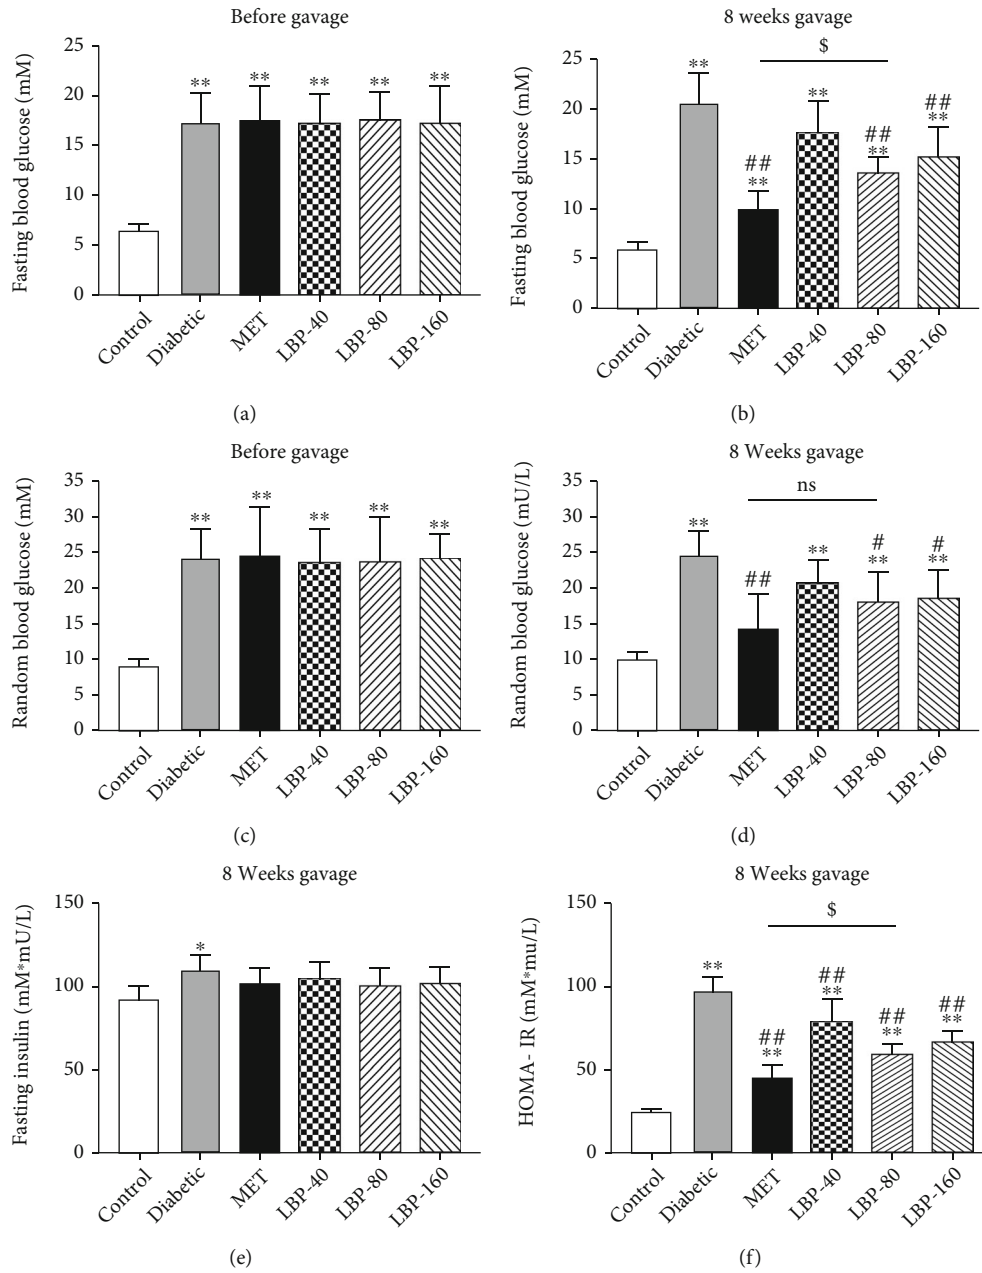 Before gavage
Fasting blood glucose (mM)
25
20
15
10
5
0
** ** ** ** **
Control Diabetic MET LBP-40 LBP-80 LBP-160
(a)
8 weeks gavage
Fasting blood glucose (mM)
25
20
15
10
5
0
$
** ## ** ** ## ** ## **
Control Diabetic MET LBP-40 LBP-80 LBP-160
(b)
Before gavage
Random blood glucose (mM)
35
30
25
20
15
10
5
0
** ** ** ** **
Control Diabetic MET LBP-40 LBP-80 LBP-160
(c)
8 Weeks gavage
Random blood glucose (mU/L)
35
30
25
20
15
10
5
0
ns
** ## ** # ** # **
Control Diabetic MET LBP-40 LBP-80 LBP-160
(d)
8 Weeks gavage
Fasting insulin (mM*mU/L)
150
100
50
0
*
Control Diabetic MET LBP-40 LBP-80 LBP-160
(e)
8 Weeks gavage
HOMA- IR (mM*mu/L)
150
100
50
0
$
** ## ** ## ** ## ** ## **
Control Diabetic MET LBP-40 LBP-80 LBP-160
(f)